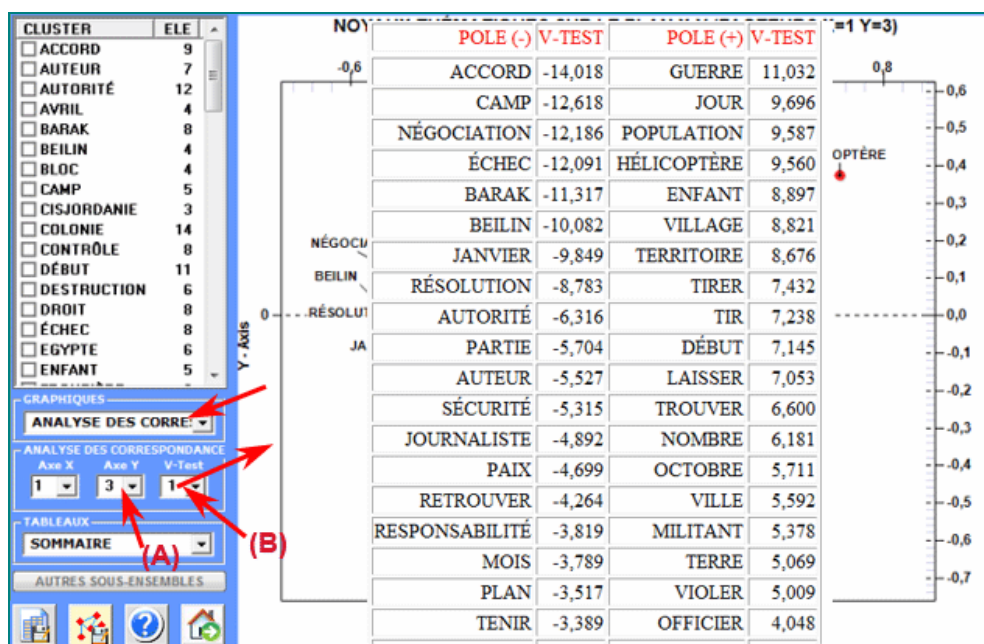 CLUSTER ELE
ACCORD 9
AUTEUR 7
AUTORITÉ 12
AVRIL 4
BARAK 8
BEILIN 4
BLOC 4
CAMP 5
CISJORDANIE 3
COLONIE 14
CONTRÔLE 8
DÉBUT 11
DESTRUCTION 6
DROIT 8
ÉCHEC 8
EGYPTE 6
ENFANT 5
GRAPHIQUES
ANALYSE DES CORRE
ANALYSE DES CORRESPONDANCE
Axe X Axe Y V-Test
1 3 1
(A) (B)
TABLEAUX
SOMMAIRE
AUTRES SOUS-ENSEMBLES
=1 Y=3)
-0,6 0,8
POLE (-) V-TEST POLE (+) V-TEST
ACCORD -14,018 GUERRE 11,032
CAMP -12,618 JOUR 9,696
NÉGOCIATION -12,186 POPULATION 9,587
ÉCHEC -12,091 HÉLICOPTÈRE 9,560
BARAK -11,317 ENFANT 8,897
BEILIN -10,082 VILLAGE 8,821
JANVIER -9,849 TERRITOIRE 8,676
RÉSOLUTION -8,783 TIRER 7,432
AUTORITÉ -6,316 TIR 7,238
PARTIE -5,704 DÉBUT 7,145
AUTEUR -5,527 LAISSER 7,053
SÉCURITÉ -5,315 TROUVER 6,600
JOURNALISTE -4,892 NOMBRE 6,181
PAIX -4,699 OCTOBRE 5,711
RETROUVER -4,264 VILLE 5,592
RESPONSABILITÉ -3,819 MILITANT 5,378
MOIS -3,789 TERRE 5,069
PLAN -3,517 VIOLER 5,009
TENIR -3,389 OFFICIER 4,048
NÉGOCI
BEILIN
0 RÉSOLUT
JA
Y - Axis
OPTÈRE
0,6
0,5
0,4
0,3
0,2
0,1
0,0
-0,1
-0,2
-0,3
-0,4
-0,5
-0,6
-0,7